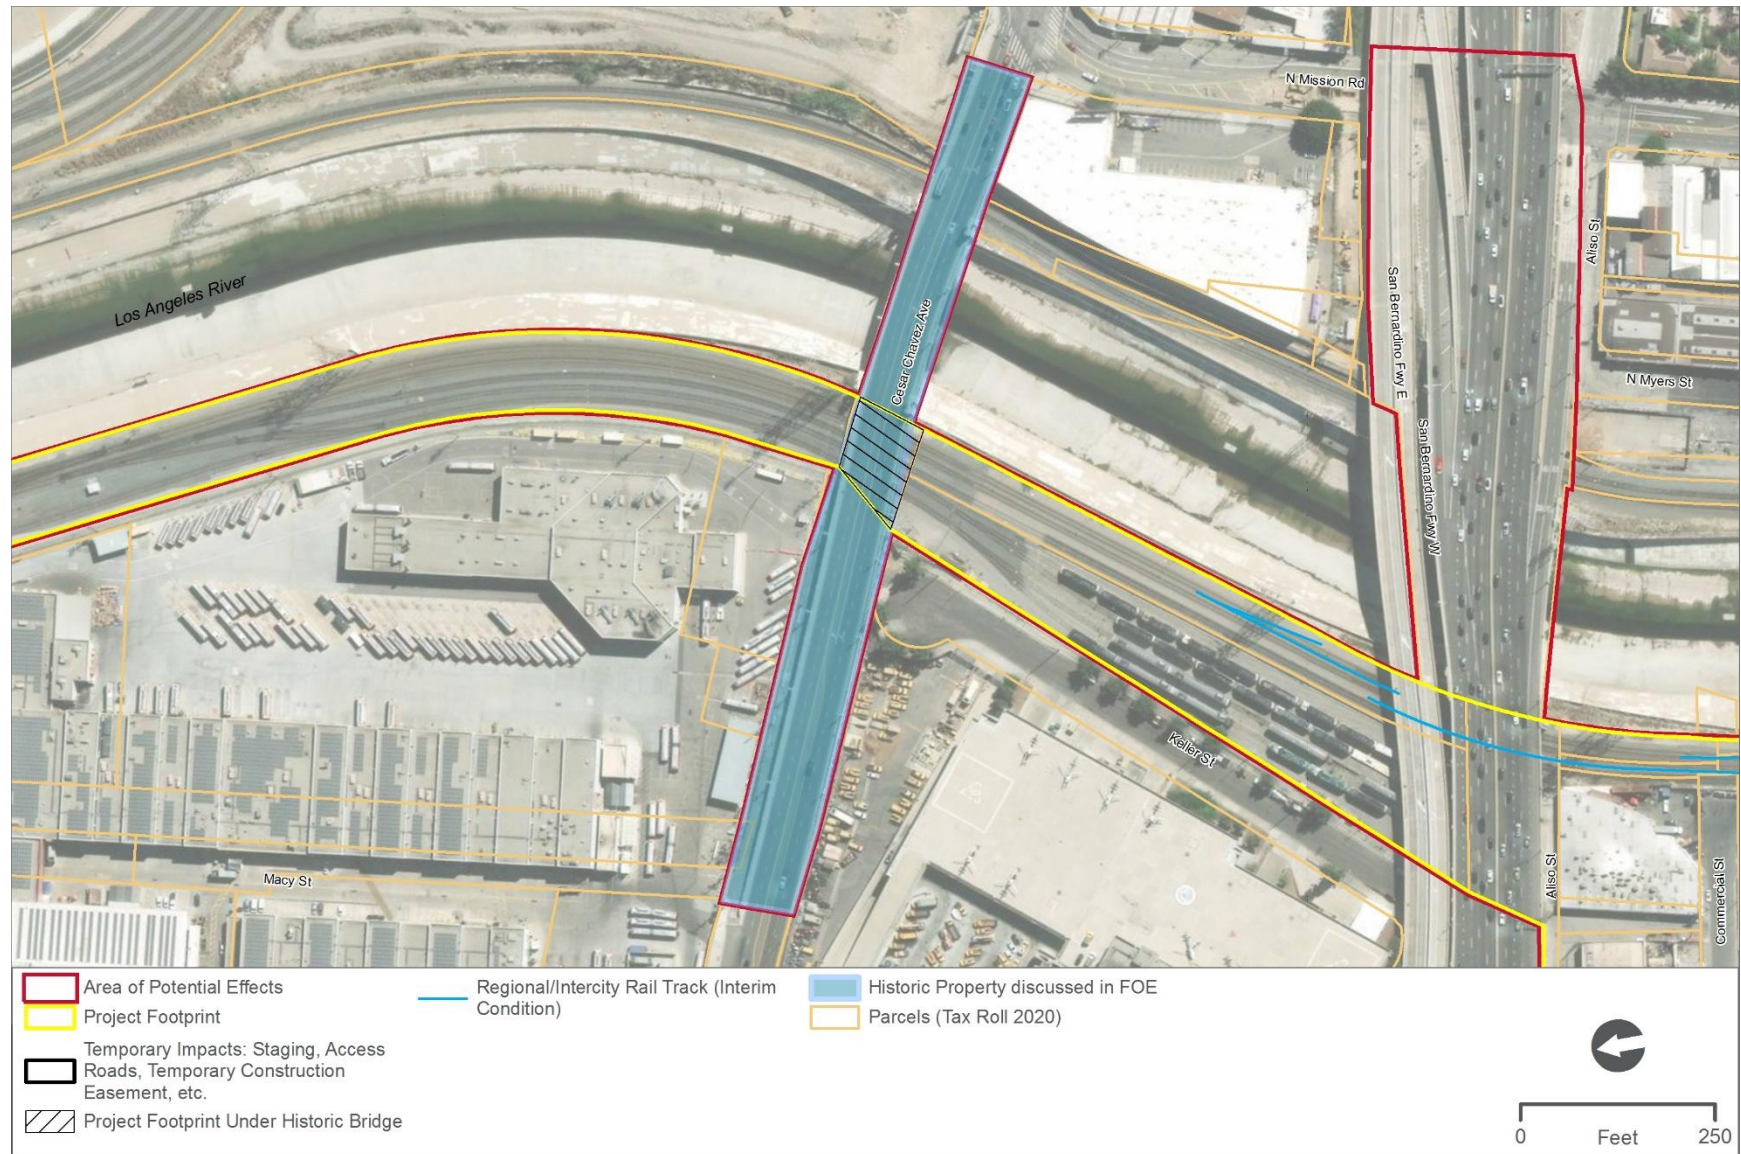 N Mission Rd
Aliso St
San Bernardino Fwy E
Los Angeles River
Cesar Chavez Ave
N Myers St
San Bernardino Fwy W
Keller St
Macy St
Aliso St
Commercial St
Area of Potential Effects
Project Footprint
Temporary Impacts: Staging, Access
Roads, Temporary Construction
Easement, etc.
Project Footprint Under Historic Bridge
Regional/Intercity Rail Track (Interim
Condition)
Historic Property discussed in FOE
Parcels (Tax Roll 2020)
0 Feet 250